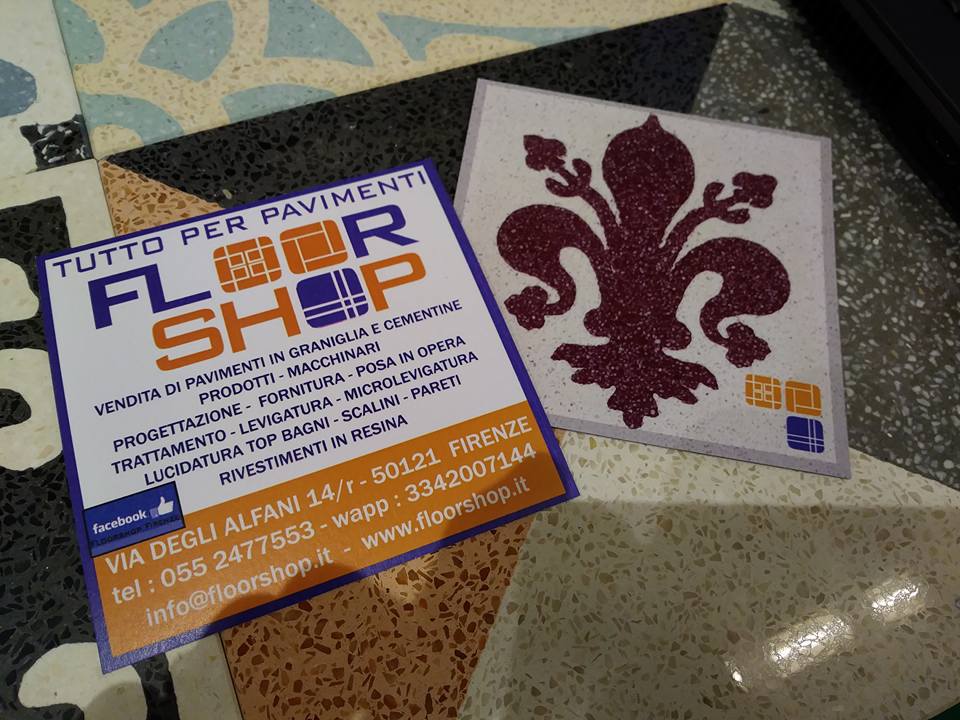 TUTTO PER PAVIMENTI
FLOOR
SHOP
VENDITA DI PAVIMENTI IN GRANIGLIA E CEMENTINE
PRODOTTI - MACCHINARI
PROGETTAZIONE - FORNITURA - POSA IN OPERA
TRATTAMENTO - LEVIGATURA - MICROLEVIGATURA
LUCIDATURA TOP BAGNI - SCALINI - PARETI
RIVESTIMENTI IN RESINA
facebook
FLOORSHOP.FIRENZE
VIA DEGLI ALFANI 14/r - 50121 FIRENZE
tel : 055 2477553 - wapp : 3342007144
info@floorshop.it - www.floorshop.it